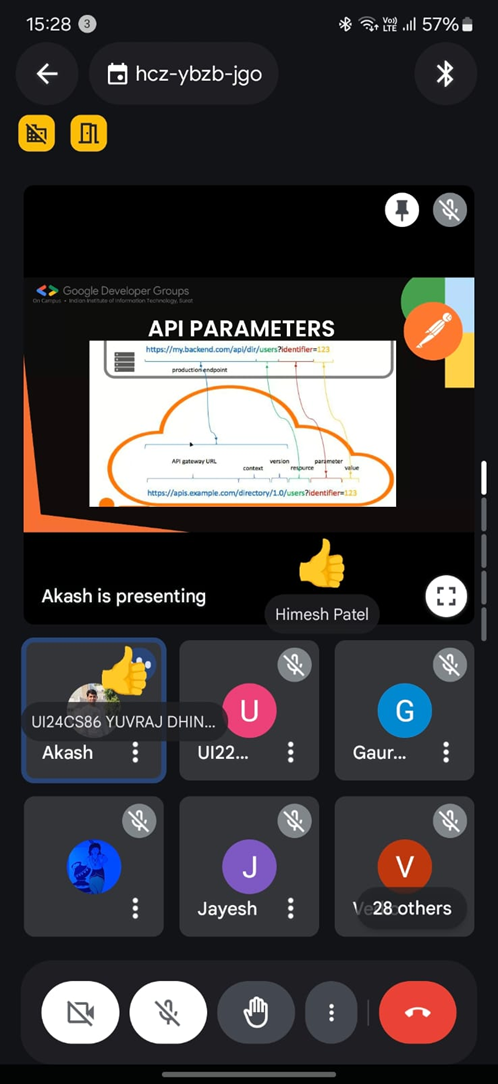 15:28 3 Vo)) LTE 57%
hcz-ybzb-jgo
Google Developer Groups
On Campus • Indian Institute of Information Technology, Surat
API PARAMETERS
https://my.backend.com/api/dir/users?identifier=123
production endpoint
API gateway URL
context
version
resource
parameter
value
https://apis.example.com/directory/1.0/users?identifier=123
Akash is presenting
Himesh Patel
UI24CS86 YUVRAJ DHIN...
Akash
U
UI22...
G
Gaur...
J
Jayesh
V
28 others